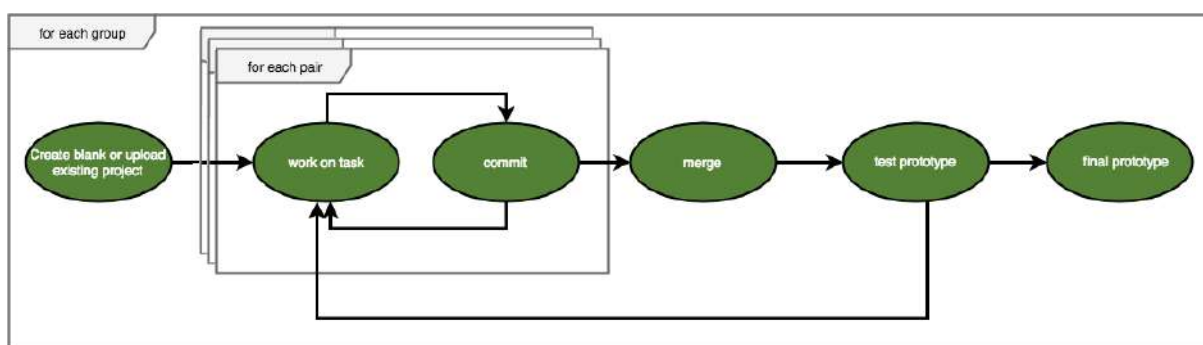 for each group
for each pair
Create blank or upload
existing project
work on task
commit
merge
test prototype
final prototype